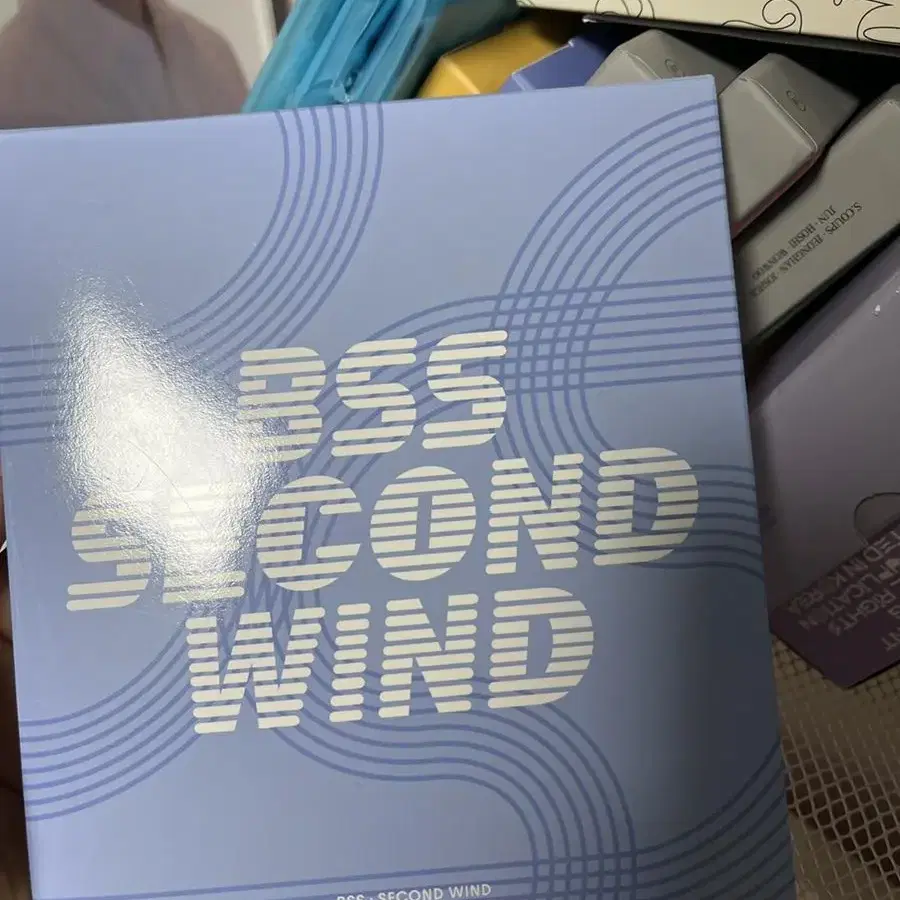 BSS
SECOND
WIND
BSS · SECOND WIND
S.COUPS · JEONGHAN · JOSHUA
JUN · HOSHI · WONWOO